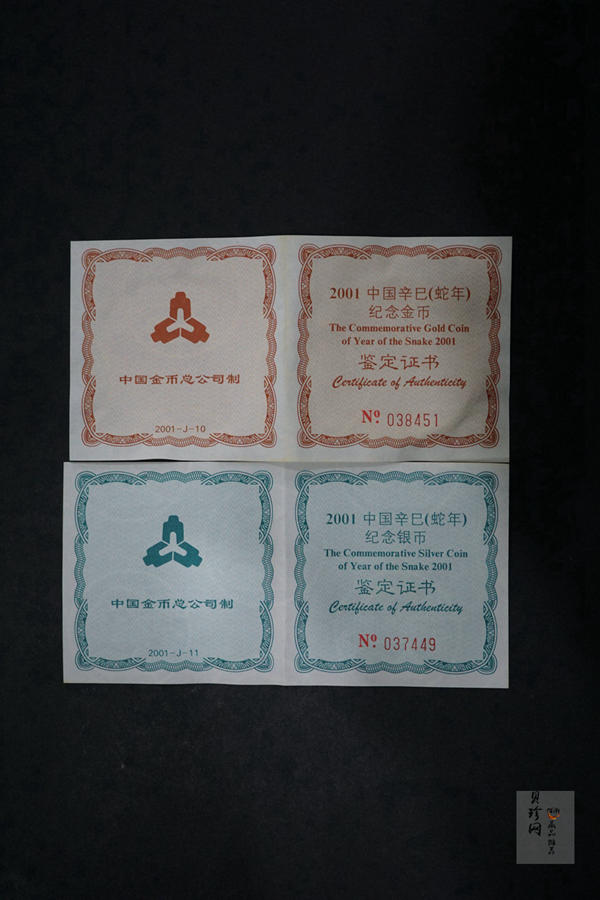 中国金币总公司制
2001-J-10
2001 中国辛巳(蛇年)
纪念金币
The Commemorative Gold Coin
of Year of the Snake 2001
鉴定证书
Certificate of Authenticity
Nº 038451
中国金币总公司制
2001-J-11
2001 中国辛巳(蛇年)
纪念银币
The Commemorative Silver Coin
of Year of the Snake 2001
鉴定证书
Certificate of Authenticity
Nº 037449
贝珍网